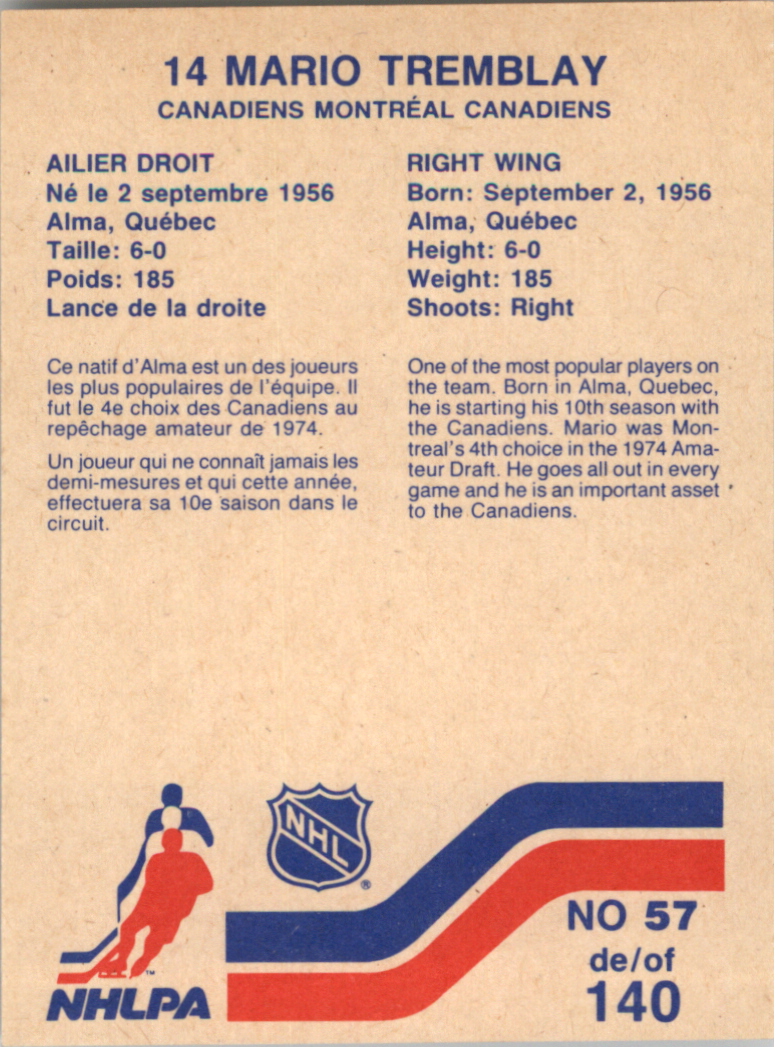 14 MARIO TREMBLAY
CANADIENS MONTRÉAL CANADIENS
AILIER DROIT
Né le 2 septembre 1956
Alma, Québec
Taille: 6-0
Poids: 185
Lance de la droite
Ce natif d'Alma est un des joueurs
les plus populaires de l'équipe. Il
fut le 4e choix des Canadiens au
repêchage amateur de 1974.
Un joueur qui ne connaît jamais les
demi-mesures et qui cette année,
effectuera sa 10e saison dans le
circuit.
RIGHT WING
Born: September 2, 1956
Alma, Québec
Height: 6-0
Weight: 185
Shoots: Right
One of the most popular players on
the team. Born in Alma, Quebec,
he is starting his 10th season with
the Canadiens. Mario was Mon-
treal's 4th choice in the 1974 Ama-
teur Draft. He goes all out in every
game and he is an important asset
to the Canadiens.
NHL
®
TM
NHLPA
NO 57
de/of
140